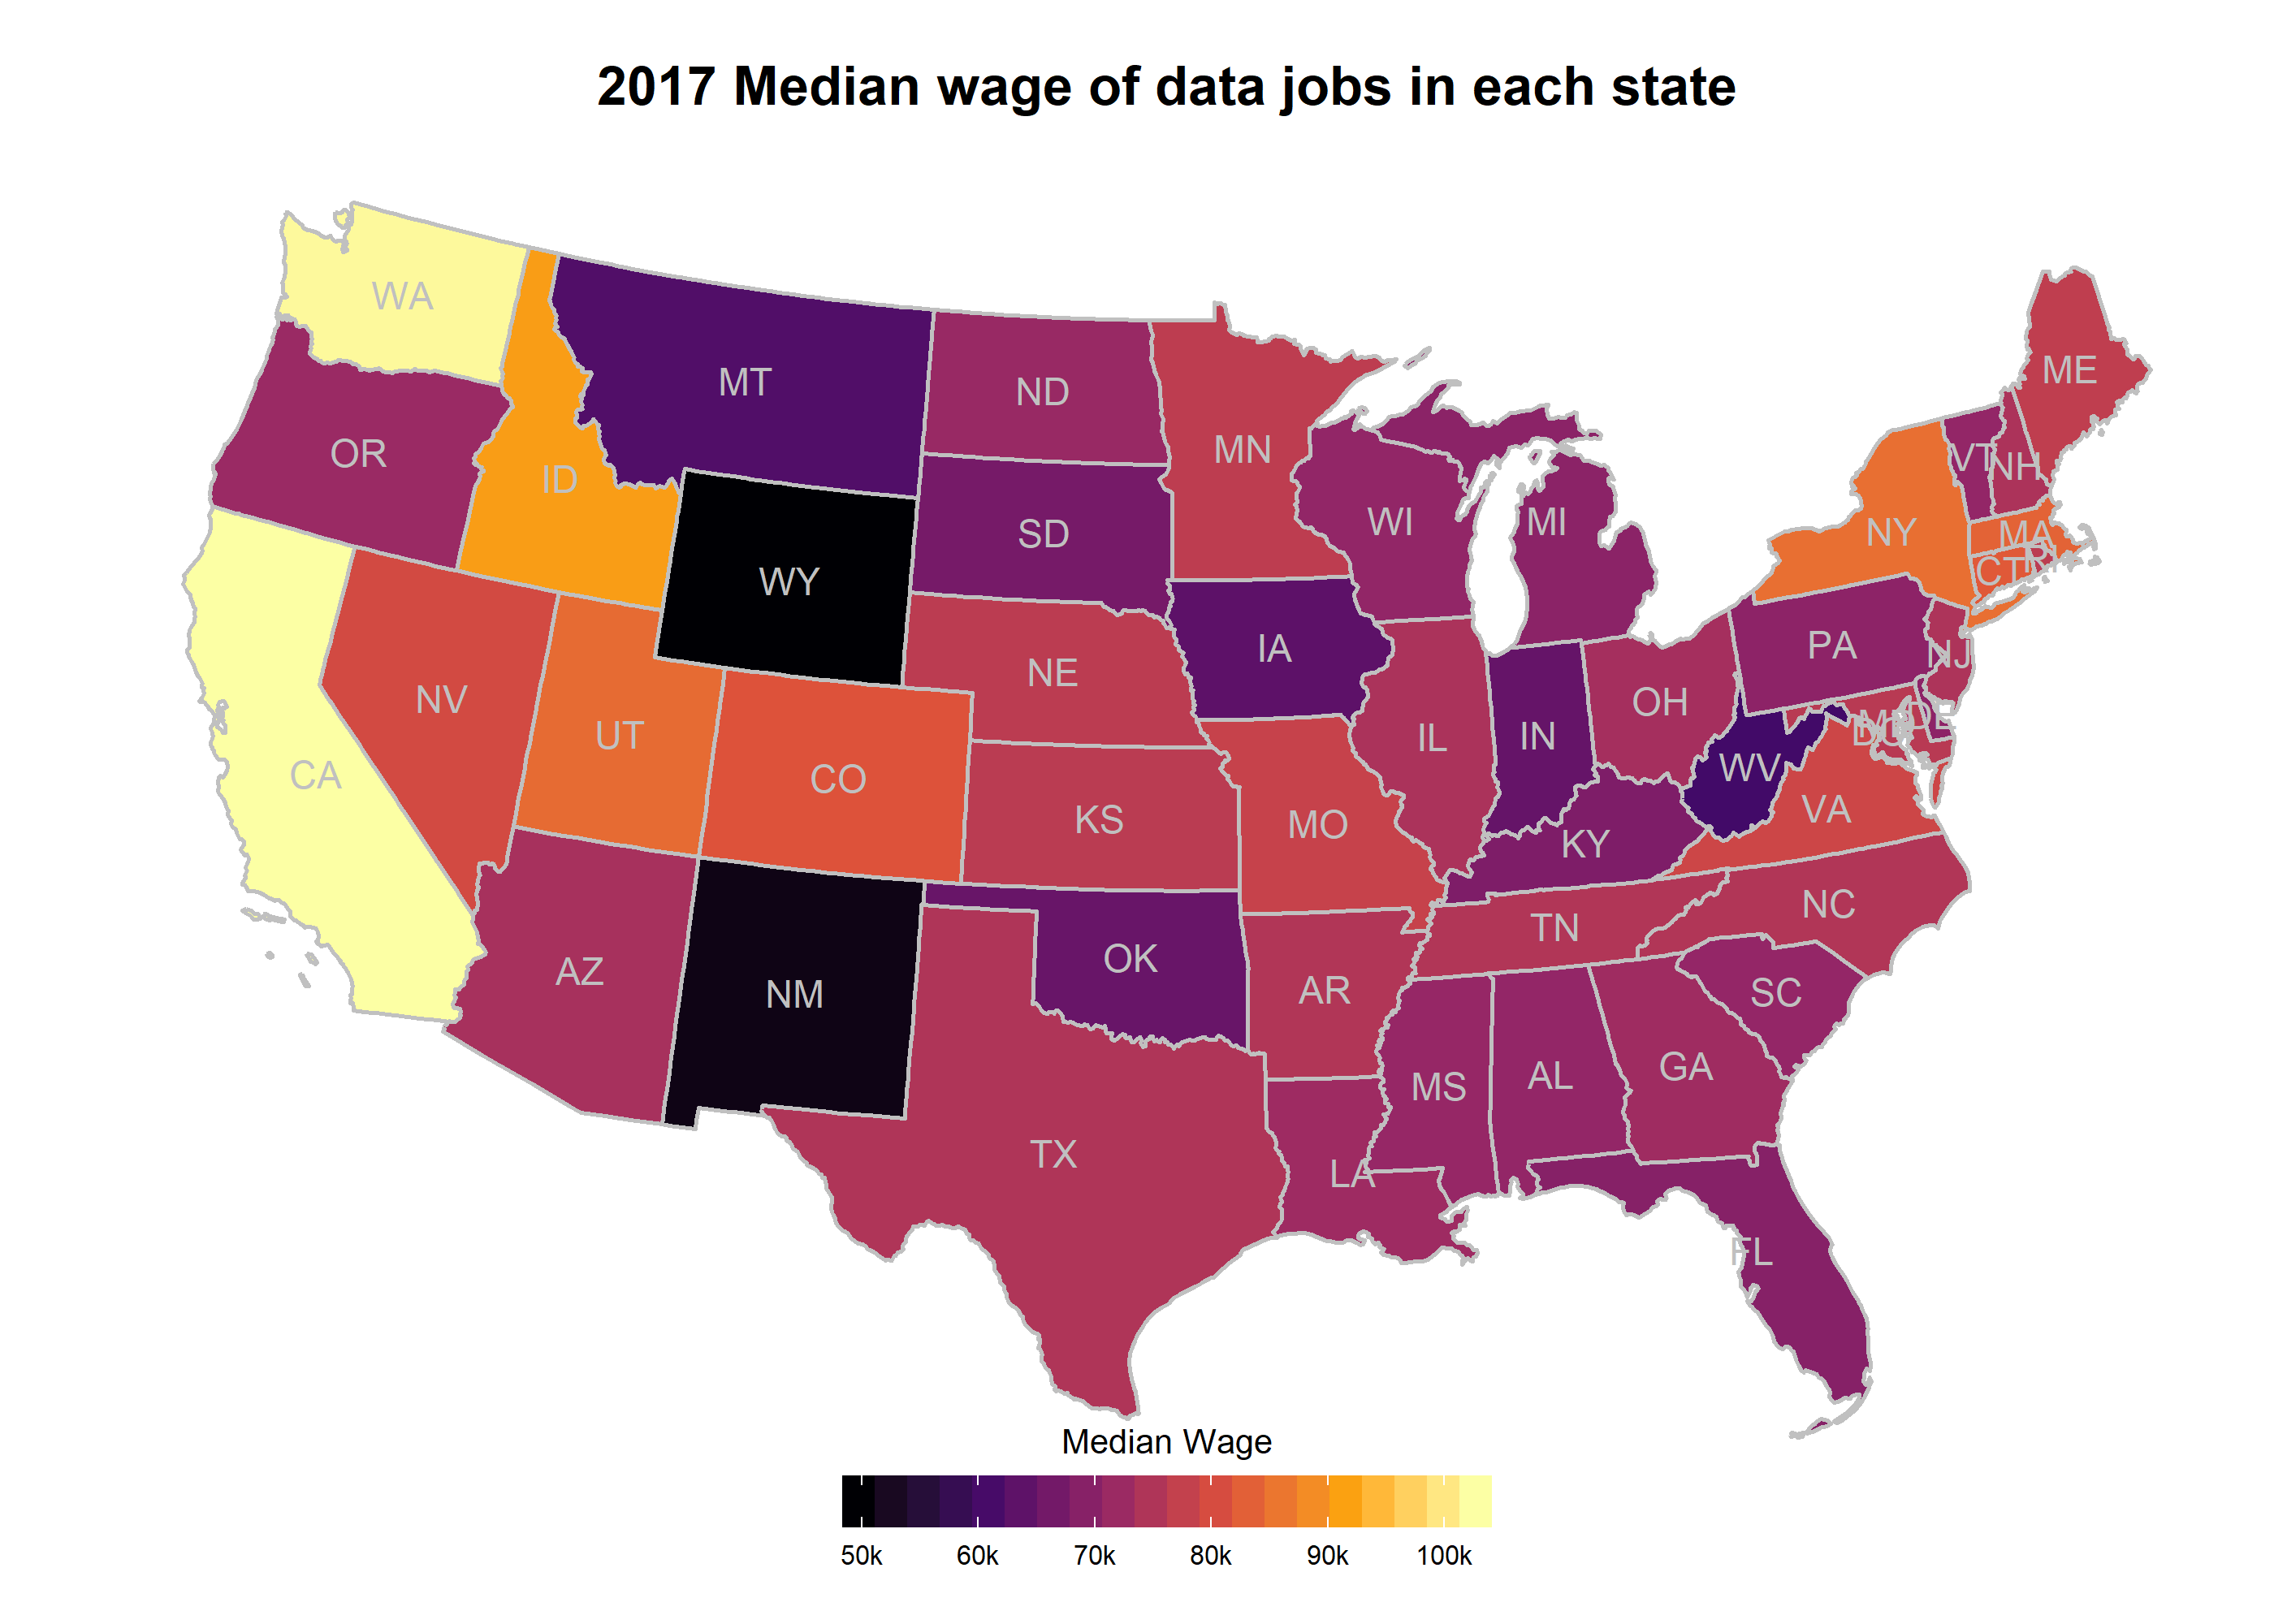 2017 Median wage of data jobs in each state
WA
MT
ND
ME
OR
ID
MN
VT
NH
WI
MI
NY
MA
SD
RI
CT
WY
IA
PA
NJ
NE
NV
UT
OH
DE
MD
DC
IL
IN
WV
CA
CO
VA
KS
MO
KY
NC
TN
OK
AZ
NM
AR
SC
GA
MS
AL
TX
LA
FL
Median Wage
50k 60k 70k 80k 90k 100k